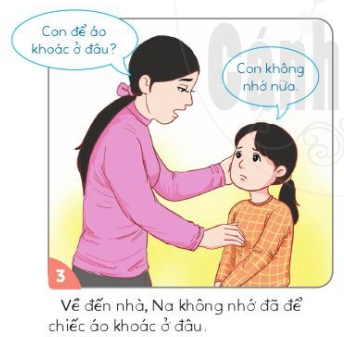 Con để áo
khoác ở đâu?
Con không
nhớ nữa.
Cánh
3
Về đến nhà, Na không nhớ đã để
chiếc áo khoác ở đâu.